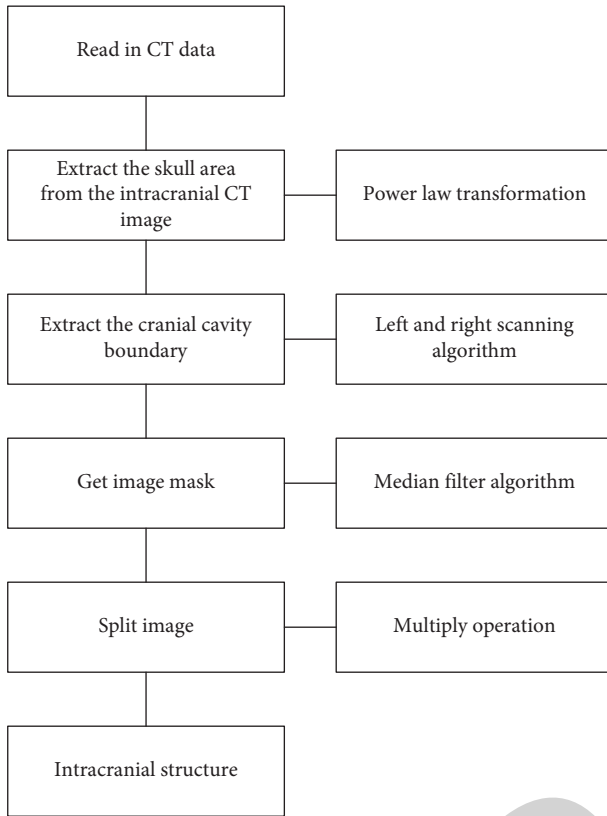 Read in CT data
Extract the skull area
from the intracranial CT
image
Power law transformation
Extract the cranial cavity
boundary
Left and right scanning
algorithm
Get image mask
Median filter algorithm
Split image
Multiply operation
Intracranial structure